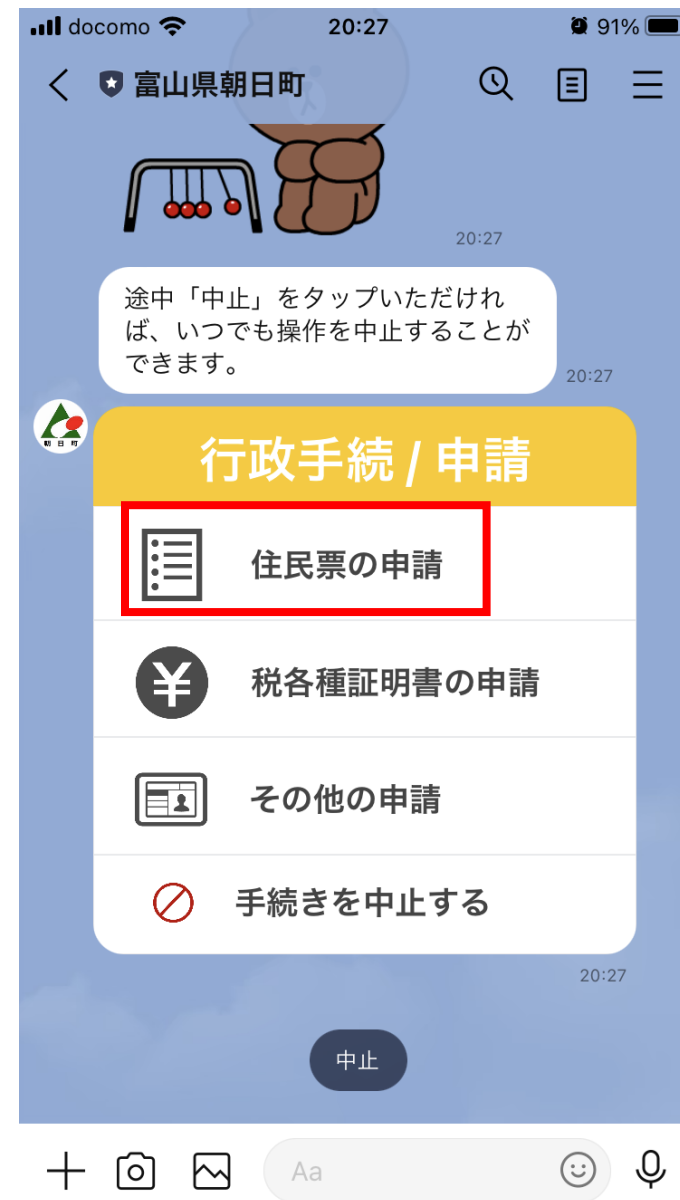 docomo 20:27 91%
富山県朝日町
20:27
途中「中止」をタップいただけれ
ば、いつでも操作を中止することが
できます。
20:27
朝日町
行政手続 / 申請
住民票の申請
¥ 税各種証明書の申請
その他の申請
手続きを中止する
20:27
中止
Aa